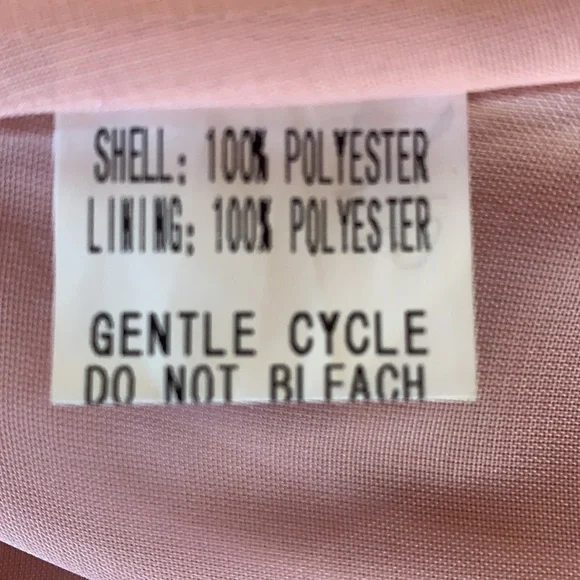 SHELL: 100% POLYESTER
LINING: 100% POLYESTER
GENTLE CYCLE
DO NOT BLEACH